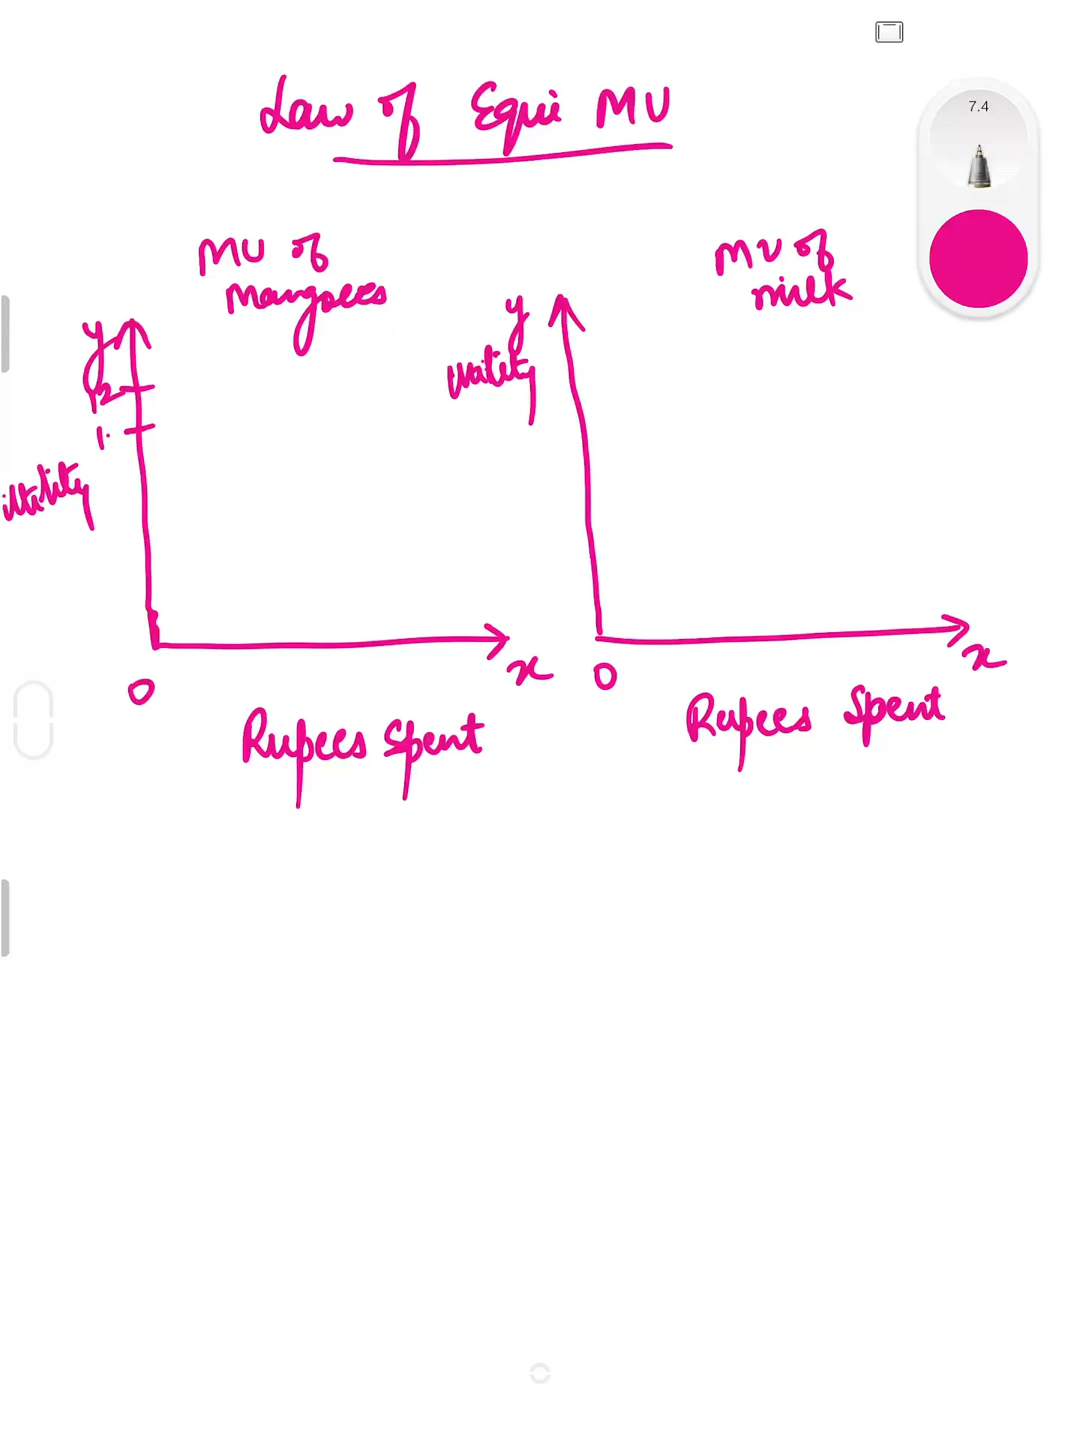 7.4
Law of Equi MU
MU of
Mangoes
MU of
milk
y
12
1.
utility
y
utility
x
0
Rupees spent
x
0
Rupees Spent